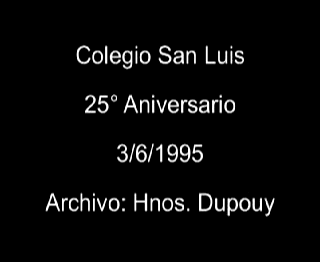 Colegio San Luis
25° Aniversario
3/6/1995
Archivo: Hnos. Dupouy